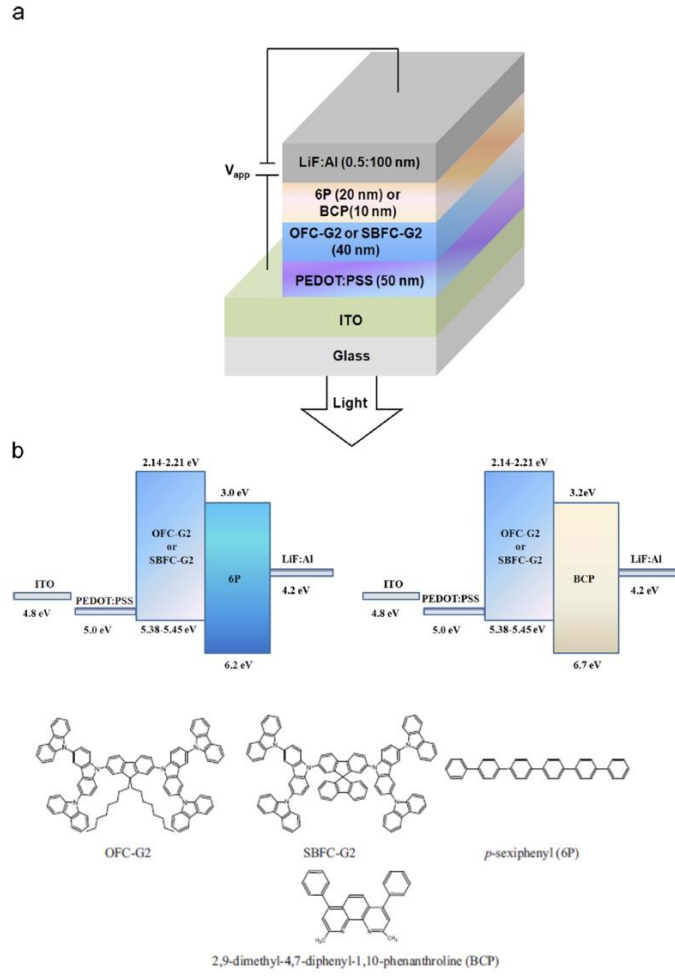 a
V_app
LiF:Al (0.5:100 nm)
6P (20 nm) or
BCP(10 nm)
OFC-G2 or SBFC-G2
(40 nm)
PEDOT:PSS (50 nm)
ITO
Glass
Light
b
2.14-2.21 eV
3.0 eV
OFC-G2
or
SBFC-G2
6P
LiF:Al
ITO
4.2 eV
PEDOT:PSS
4.8 eV
5.0 eV
5.38-5.45 eV
6.2 eV
2.14-2.21 eV
3.2eV
OFC-G2
or
SBFC-G2
BCP
LiF:Al
ITO
4.2 eV
PEDOT:PSS
4.8 eV
5.0 eV
5.38-5.45 eV
6.7 eV
N
N
N
N
N
N
OFC-G2
N
N
N
N
N
N
SBFC-G2
p-sexiphenyl (6P)
CH3
N
N
CH3
2,9-dimethyl-4,7-diphenyl-1,10-phenanthroline (BCP)